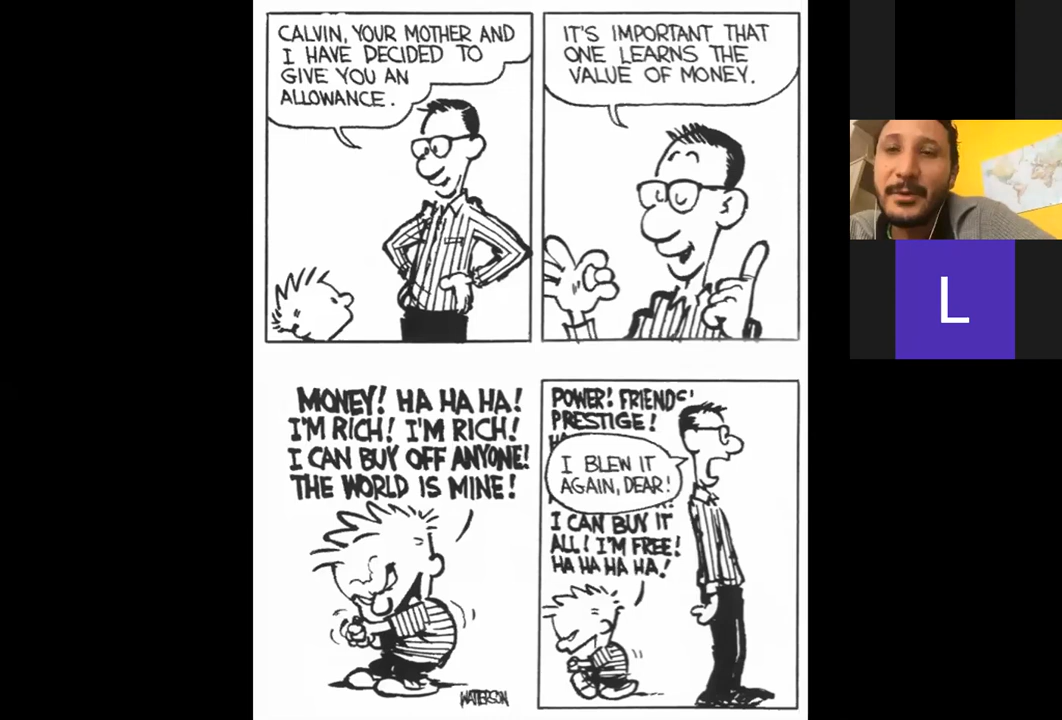 CALVIN, YOUR MOTHER AND
I HAVE DECIDED TO
GIVE YOU AN
ALLOWANCE.
IT'S IMPORTANT THAT
ONE LEARNS THE
VALUE OF MONEY.
MONEY! HA HA HA!
I'M RICH! I'M RICH!
I CAN BUY OFF ANYONE!
THE WORLD IS MINE!
WATTERSON
POWER! FRIENDS!
PRESTIGE!
HA
I BLEW IT
AGAIN, DEAR!
I CAN BUY IT
ALL! I'M FREE!
HA HA HA HA!
L